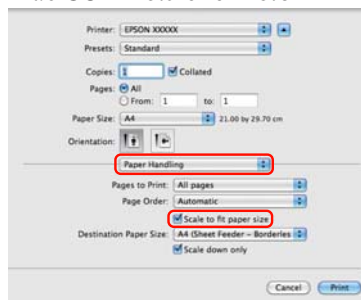 Printer: EPSON XXXXX
Presets: Standard
Copies: 1 Collated
Pages: All
From: 1 to: 1
Paper Size: A4 21.00 by 29.70 cm
Orientation:
Paper Handling
Pages to Print: All pages
Page Order: Automatic
Scale to fit paper size
Destination Paper Size: A4 (Sheet Feeder - Borderles
Scale down only
Cancel Print